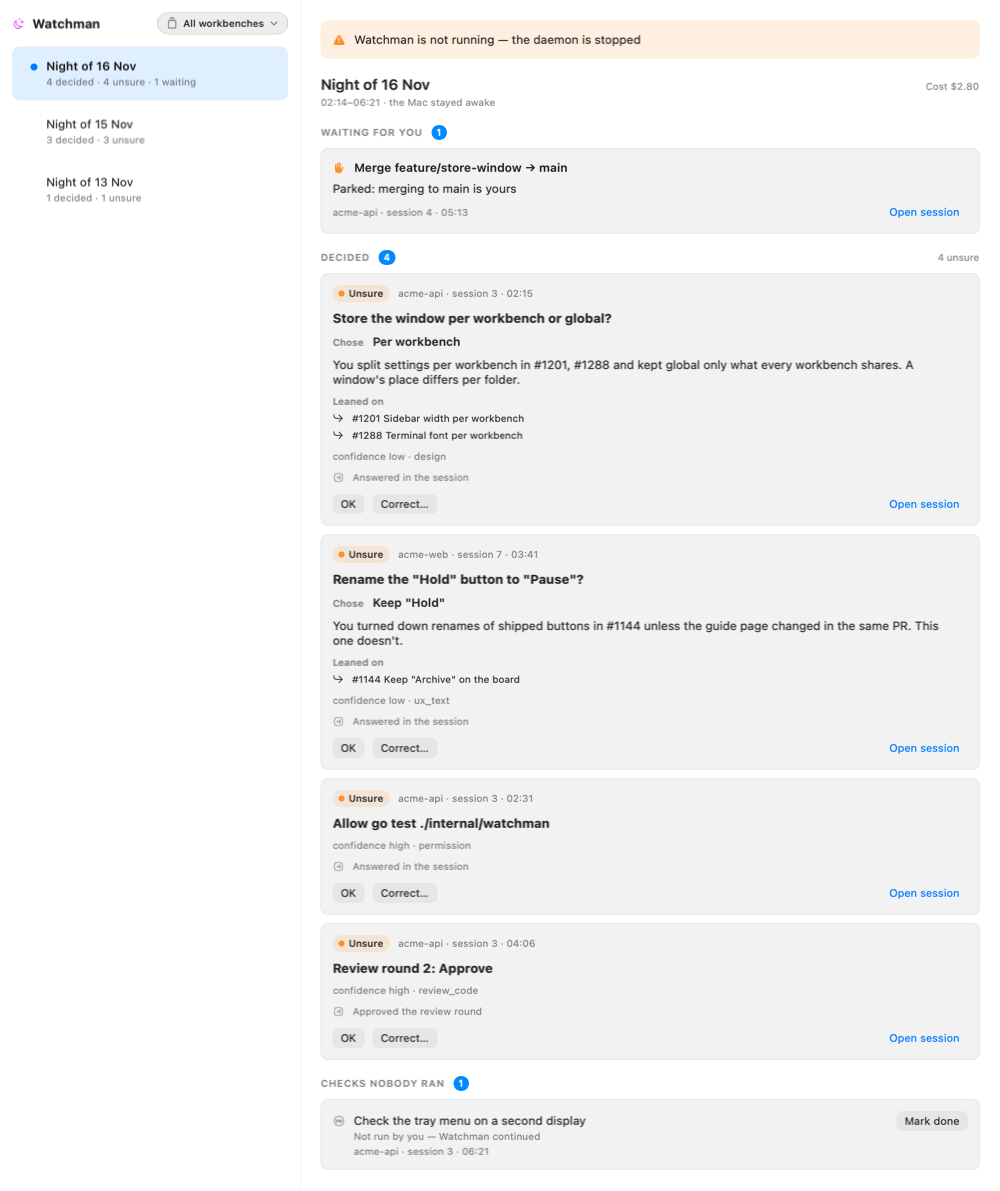 Watchman
All workbenches
Night of 16 Nov
4 decided · 4 unsure · 1 waiting
Night of 15 Nov
3 decided · 3 unsure
Night of 13 Nov
1 decided · 1 unsure
Watchman is not running — the daemon is stopped
Night of 16 Nov
Cost $2.80
02:14–06:21 · the Mac stayed awake
WAITING FOR YOU 1
Merge feature/store-window → main
Parked: merging to main is yours
acme-api · session 4 · 05:13
Open session
DECIDED 4
4 unsure
Unsure acme-api · session 3 · 02:15
Store the window per workbench or global?
Chose Per workbench
You split settings per workbench in #1201, #1288 and kept global only what every workbench shares. A
window's place differs per folder.
Leaned on
#1201 Sidebar width per workbench
#1288 Terminal font per workbench
confidence low · design
Answered in the session
OK Correct...
Open session
Unsure acme-web · session 7 · 03:41
Rename the "Hold" button to "Pause"?
Chose Keep "Hold"
You turned down renames of shipped buttons in #1144 unless the guide page changed in the same PR. This
one doesn't.
Leaned on
#1144 Keep "Archive" on the board
confidence low · ux_text
Answered in the session
OK Correct...
Open session
Unsure acme-api · session 3 · 02:31
Allow go test ./internal/watchman
confidence high · permission
Answered in the session
OK Correct...
Open session
Unsure acme-api · session 3 · 04:06
Review round 2: Approve
confidence high · review_code
Approved the review round
OK Correct...
Open session
CHECKS NOBODY RAN 1
Check the tray menu on a second display
Mark done
Not run by you — Watchman continued
acme-api · session 3 · 06:21